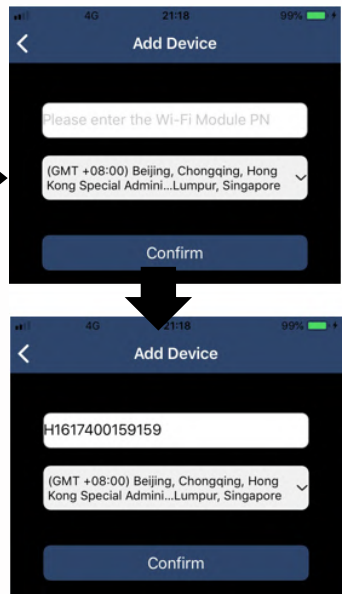 4G 21:18 99%
Add Device
Please enter the Wi-Fi Module PN
(GMT +08:00) Beijing, Chongqing, Hong
Kong Special Admini...Lumpur, Singapore
Confirm
4G 21:18 99%
Add Device
H1617400159159
(GMT +08:00) Beijing, Chongqing, Hong
Kong Special Admini...Lumpur, Singapore
Confirm